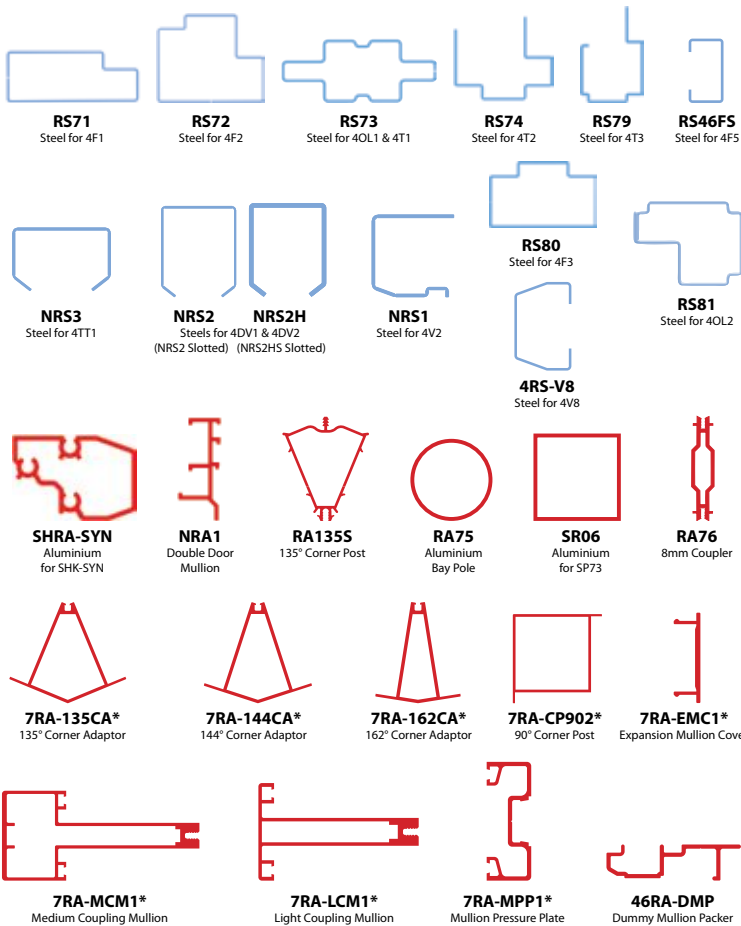 RS71
Steel for 4F1
RS72
Steel for 4F2
RS73
Steel for 4OL1 & 4T1
RS74
Steel for 4T2
RS79
Steel for 4T3
RS46FS
Steel for 4F5
RS80
Steel for 4F3
NRS3
Steel for 4TT1
NRS2 NRS2H
Steels for 4DV1 & 4DV2
(NRS2 Slotted) (NRS2HS Slotted)
NRS1
Steel for 4V2
RS81
Steel for 4OL2
4RS-V8
Steel for 4V8
SHRA-SYN
Aluminium
for SHK-SYN
NRA1
Double Door
Mullion
RA135S
135° Corner Post
RA75
Aluminium
Bay Pole
SR06
Aluminium
for SP73
RA76
8mm Coupler
7RA-135CA*
135° Corner Adaptor
7RA-144CA*
144° Corner Adaptor
7RA-162CA*
162° Corner Adaptor
7RA-CP902*
90° Corner Post
7RA-EMC1*
Expansion Mullion Cove
7RA-MCM1*
Medium Coupling Mullion
7RA-LCM1*
Light Coupling Mullion
7RA-MPP1*
Mullion Pressure Plate
46RA-DMP
Dummy Mullion Packer